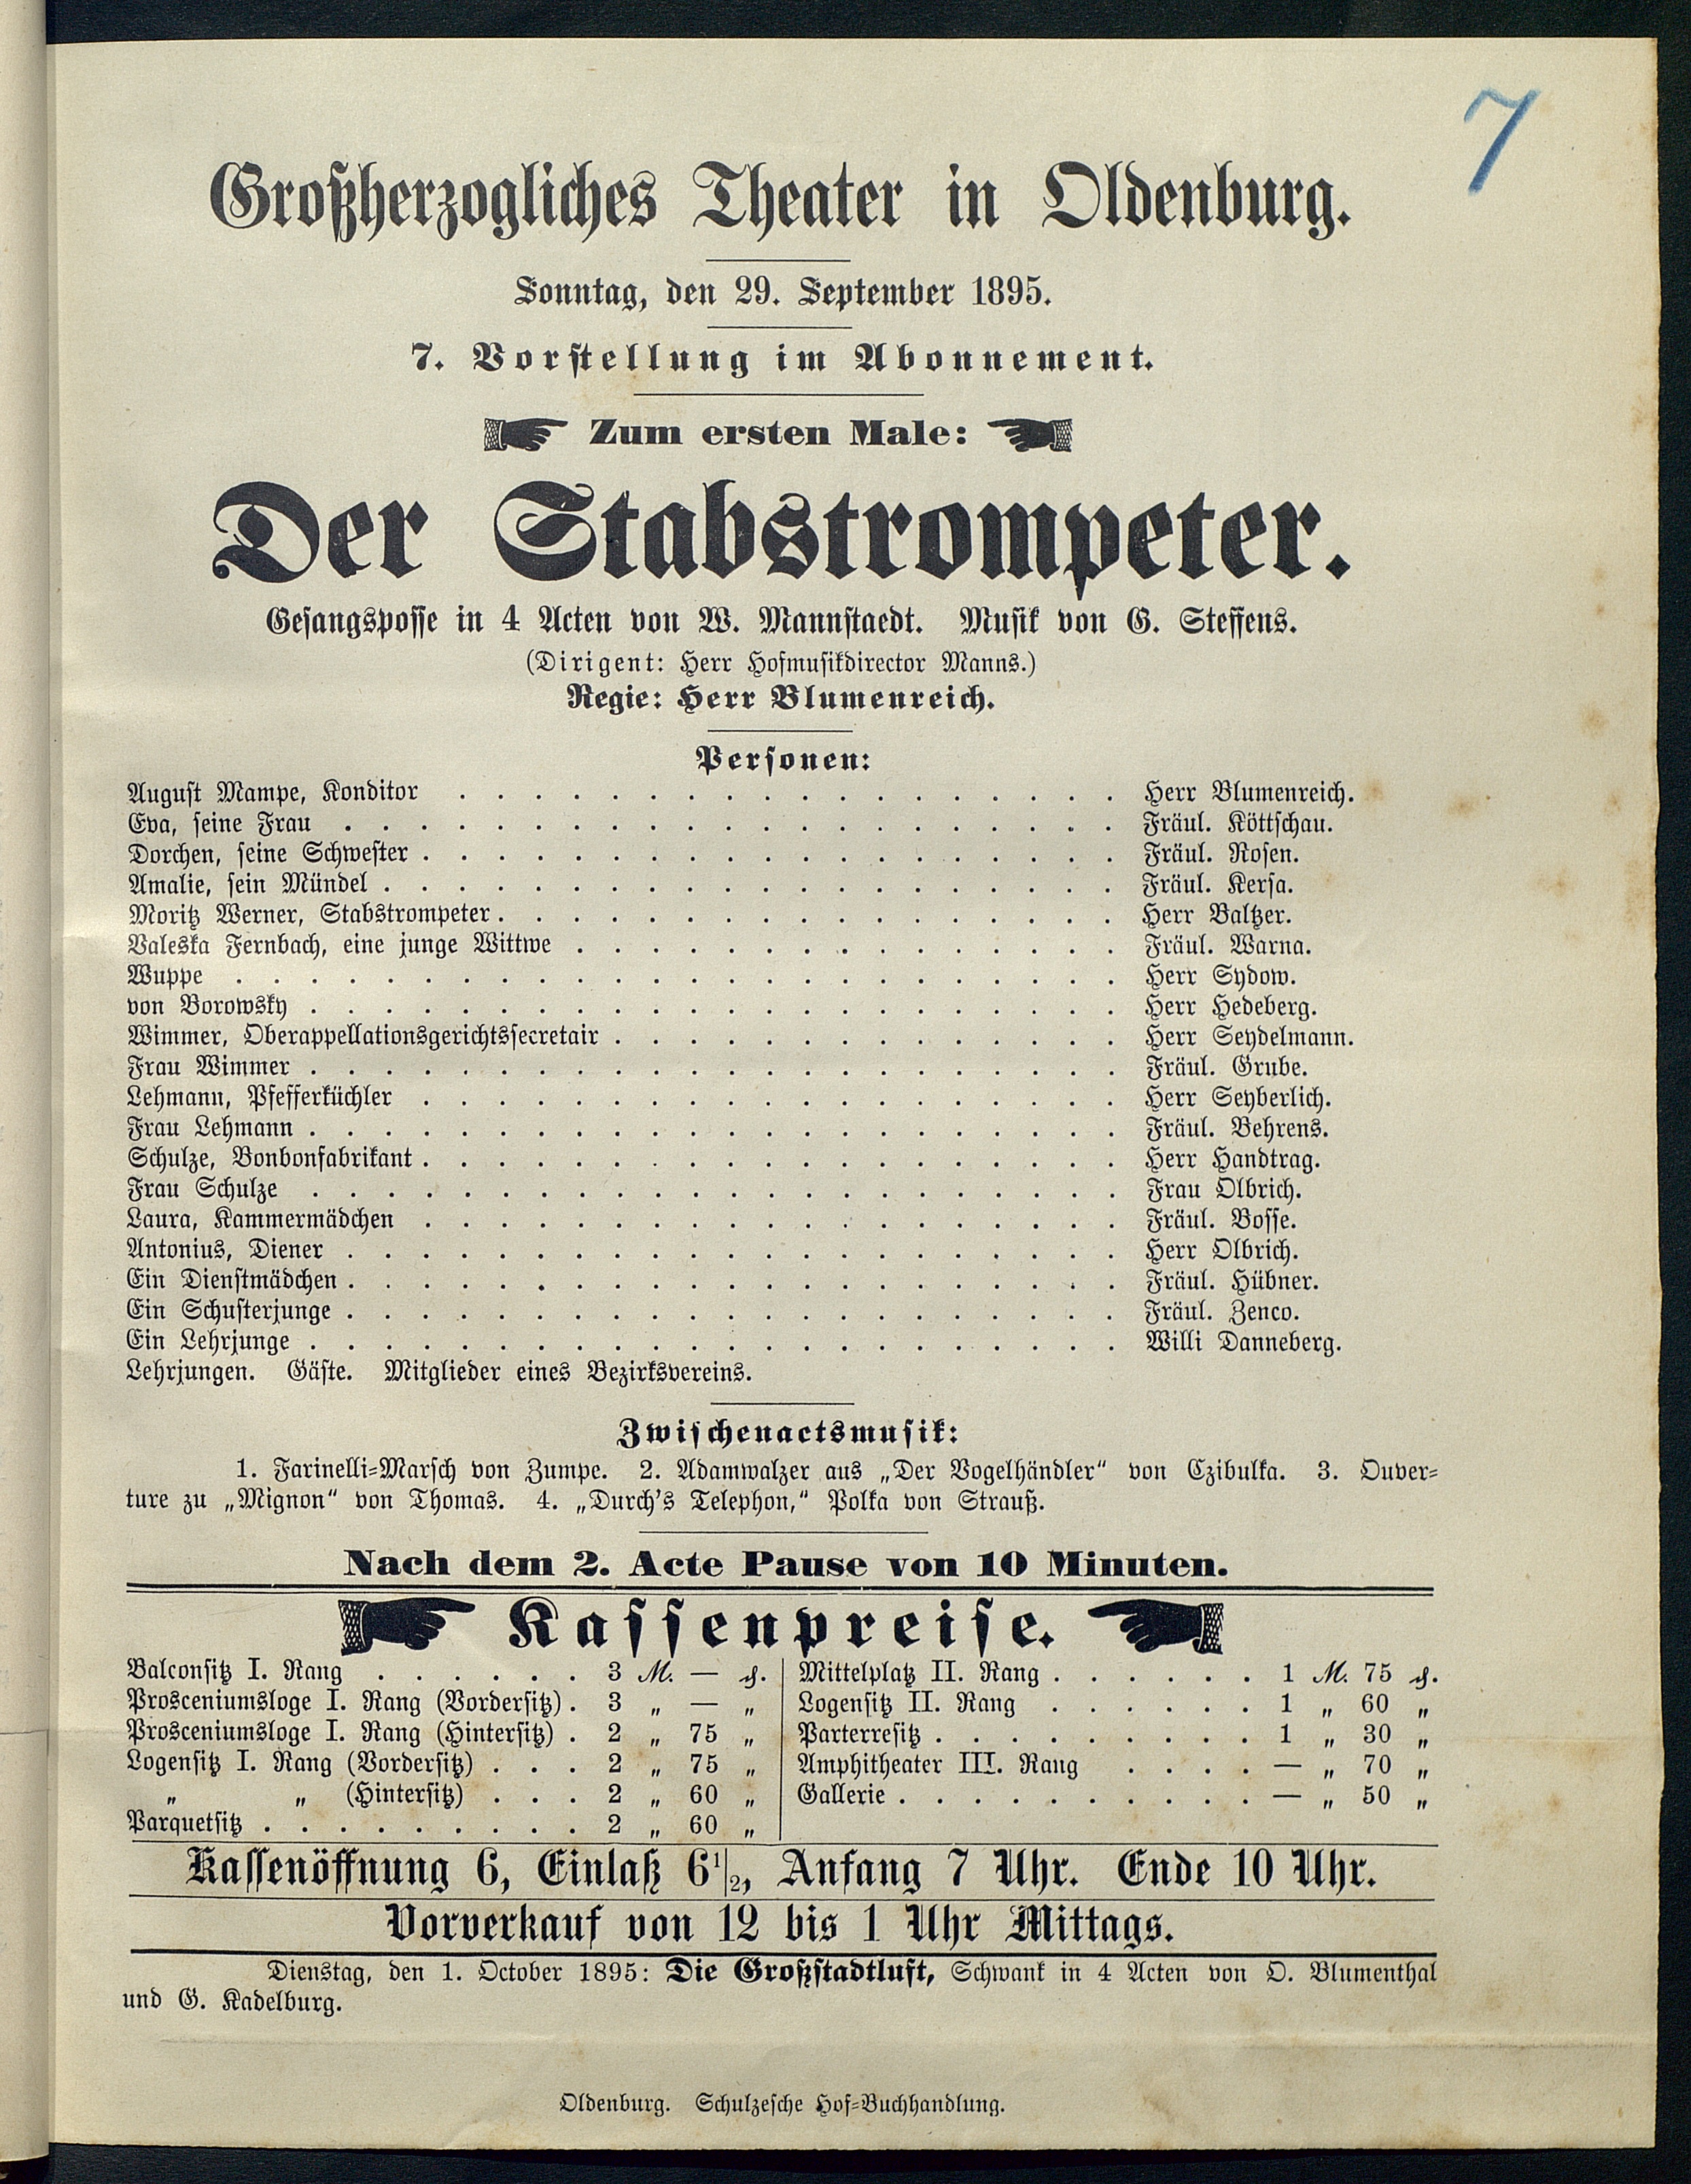 7
Großherzogliches Theater in Oldenburg.
Sonntag, den 29. September 1895.
7. Vorstellung im Abonnement.
Zum ersten Male:
Der Stabstrompeter.
Gesangsposse in 4 Acten von W. Mannstaedt. Musik von G. Steffens.
(Dirigent: Herr Hofmusikdirector Manns.)
Regie: Herr Blumenreich.
Personen:
August Mampe, Konditor . . . . . . . . . . . . . . . . . . Herr Blumenreich.
Eva, seine Frau . . . . . . . . . . . . . . . . . . . . . Fräul. Köttschau.
Dorchen, seine Schwester . . . . . . . . . . . . . . . . . . . Fräul. Rosen.
Amalie, sein Mündel . . . . . . . . . . . . . . . . . . . . Fräul. Kersa.
Moritz Werner, Stabstrompeter . . . . . . . . . . . . . . . . . Herr Baltzer.
Valeska Fernbach, eine junge Wittwe . . . . . . . . . . . . . . . Fräul. Warna.
Wuppe . . . . . . . . . . . . . . . . . . . . . . . . Herr Sydow.
von Borowsky . . . . . . . . . . . . . . . . . . . . . . Herr Hedeberg.
Wimmer, Oberappellationsgerichtssecretair . . . . . . . . . . . . . . Herr Seydelmann.
Frau Wimmer . . . . . . . . . . . . . . . . . . . . . . Fräul. Grube.
Lehmann, Pfefferküchler . . . . . . . . . . . . . . . . . . . Herr Seyberlich.
Frau Lehmann . . . . . . . . . . . . . . . . . . . . . . Fräul. Behrens.
Schulze, Bonbonfabrikant . . . . . . . . . . . . . . . . . . . Herr Handtrag.
Frau Schulze . . . . . . . . . . . . . . . . . . . . . . Frau Olbrich.
Laura, Kammermädchen . . . . . . . . . . . . . . . . . . . Fräul. Bosse.
Antonius, Diener . . . . . . . . . . . . . . . . . . . . . Herr Olbrich.
Ein Dienstmädchen . . . . . . . . . . . . . . . . . . . . . Fräul. Hübner.
Ein Schusterjunge . . . . . . . . . . . . . . . . . . . . . Fräul. Zenco.
Ein Lehrjunge . . . . . . . . . . . . . . . . . . . . . . Willi Danneberg.
Lehrjungen. Gäste. Mitglieder eines Bezirksvereins.
Zwischenactsmusik:
1. Farinelli-Marsch von Zumpe. 2. Adamwalzer aus „Der Vogelhändler“ von Czibulka. 3. Ouver-
ture zu „Mignon“ von Thomas. 4. „Durch's Telephon,“ Polka von Strauß.
Nach dem 2. Acte Pause von 10 Minuten.
Kassenpreise.
Balconsitz I. Rang . . . . . . 3 M. — ₰. Mittelplatz II. Rang . . . . . . 1 M. 75 ₰.
Prosceniumsloge I. Rang (Vordersitz) . 3 „ — „ Logensitz II. Rang . . . . . . 1 „ 60 „
Prosceniumsloge I. Rang (Hintersitz) . 2 „ 75 „ Parterresitz . . . . . . . . . 1 „ 30 „
Logensitz I. Rang (Vordersitz) . . . 2 „ 75 „ Amphitheater III. Rang . . . . — „ 70 „
„ „ (Hintersitz) . . . 2 „ 60 „ Gallerie . . . . . . . . . . — „ 50 „
Parquetsitz . . . . . . . . . 2 „ 60 „
Kassenöffnung 6, Einlaß 6 1/2, Anfang 7 Uhr. Ende 10 Uhr.
Vorverkauf von 12 bis 1 Uhr Mittags.
Dienstag, den 1. October 1895: Die Großstadtluft, Schwank in 4 Acten von O. Blumenthal
und G. Kadelburg.
Oldenburg. Schulzesche Hof-Buchhandlung.